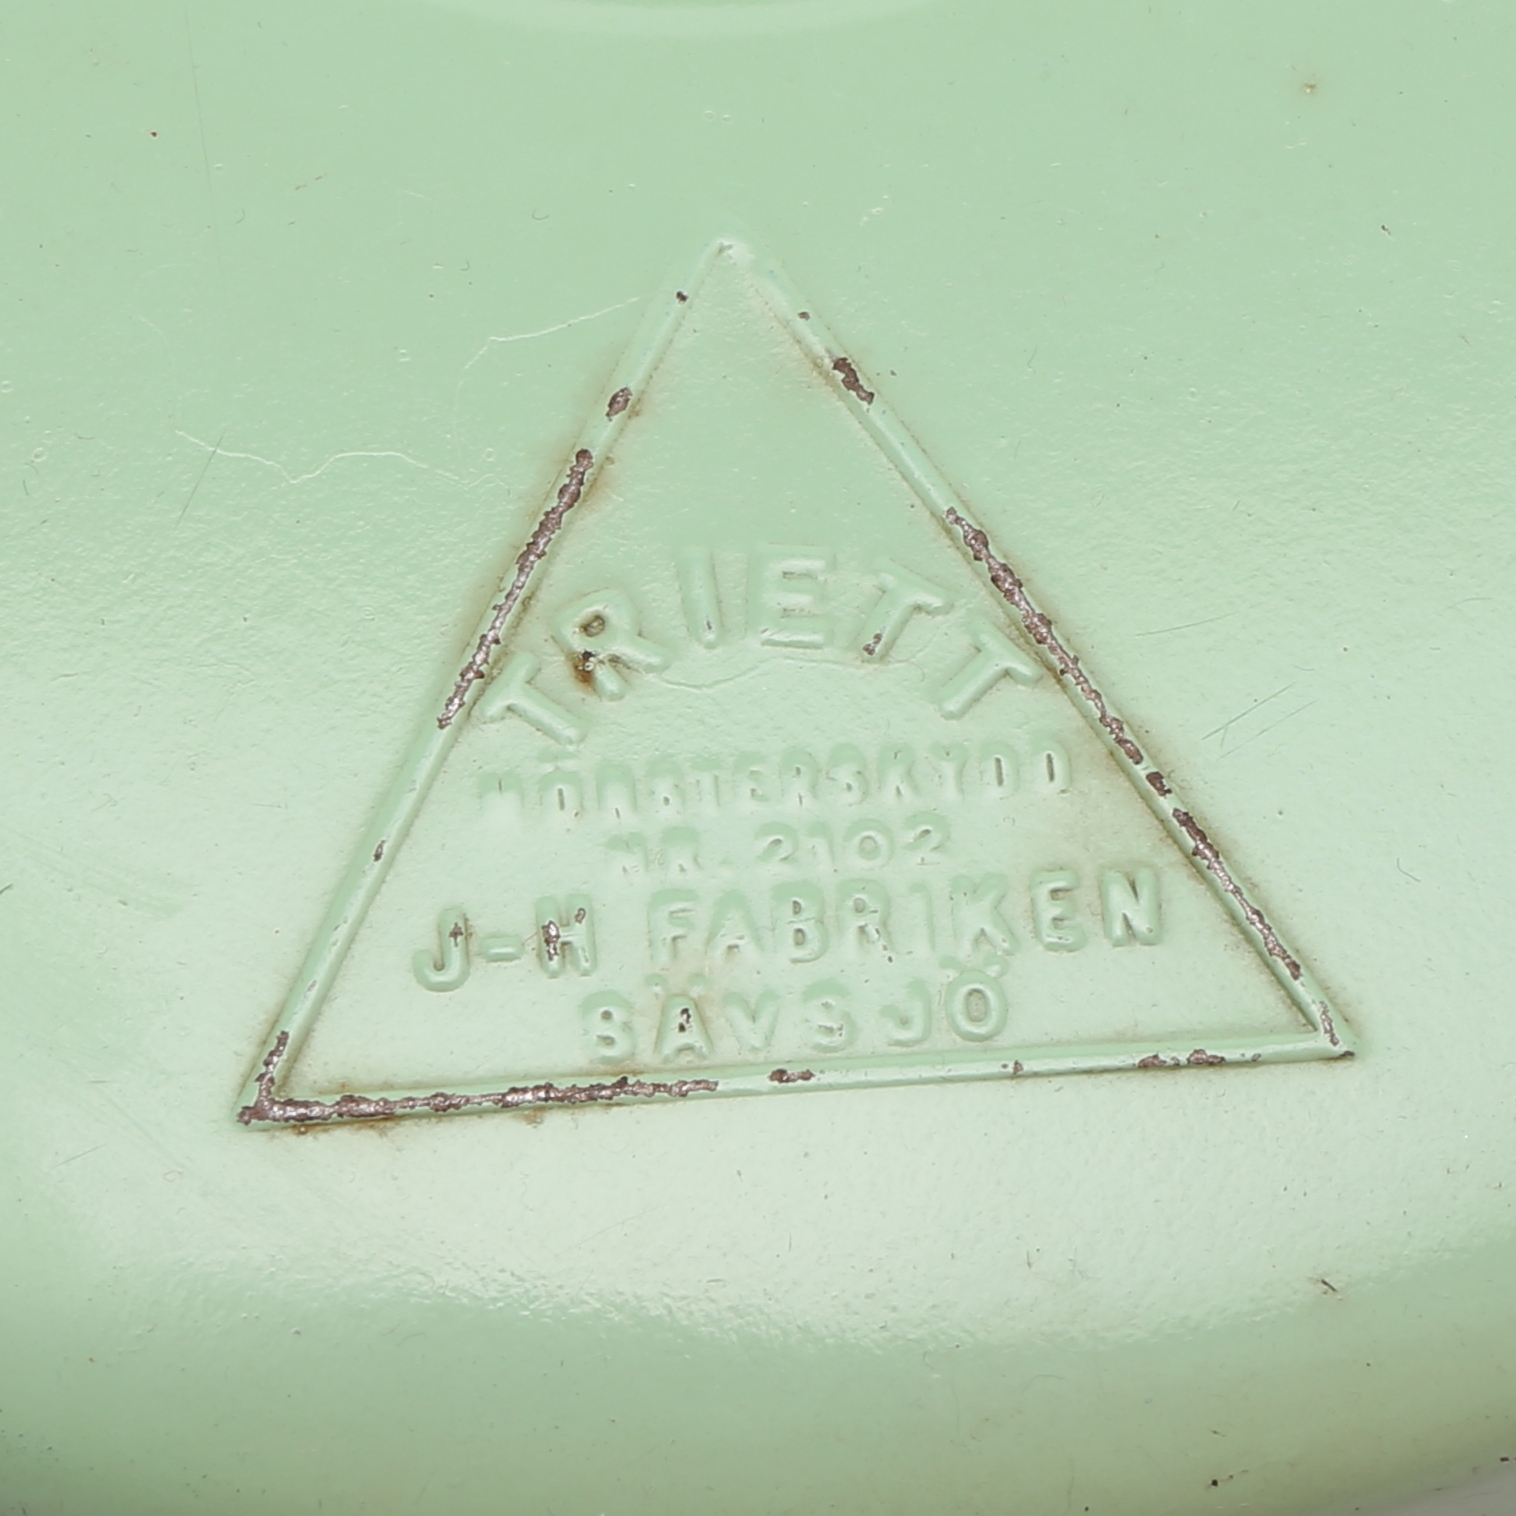 TRIETT
MÖNSTERSKYDD
NR. 2102
J-H FABRIKEN
SÄVSJÖ